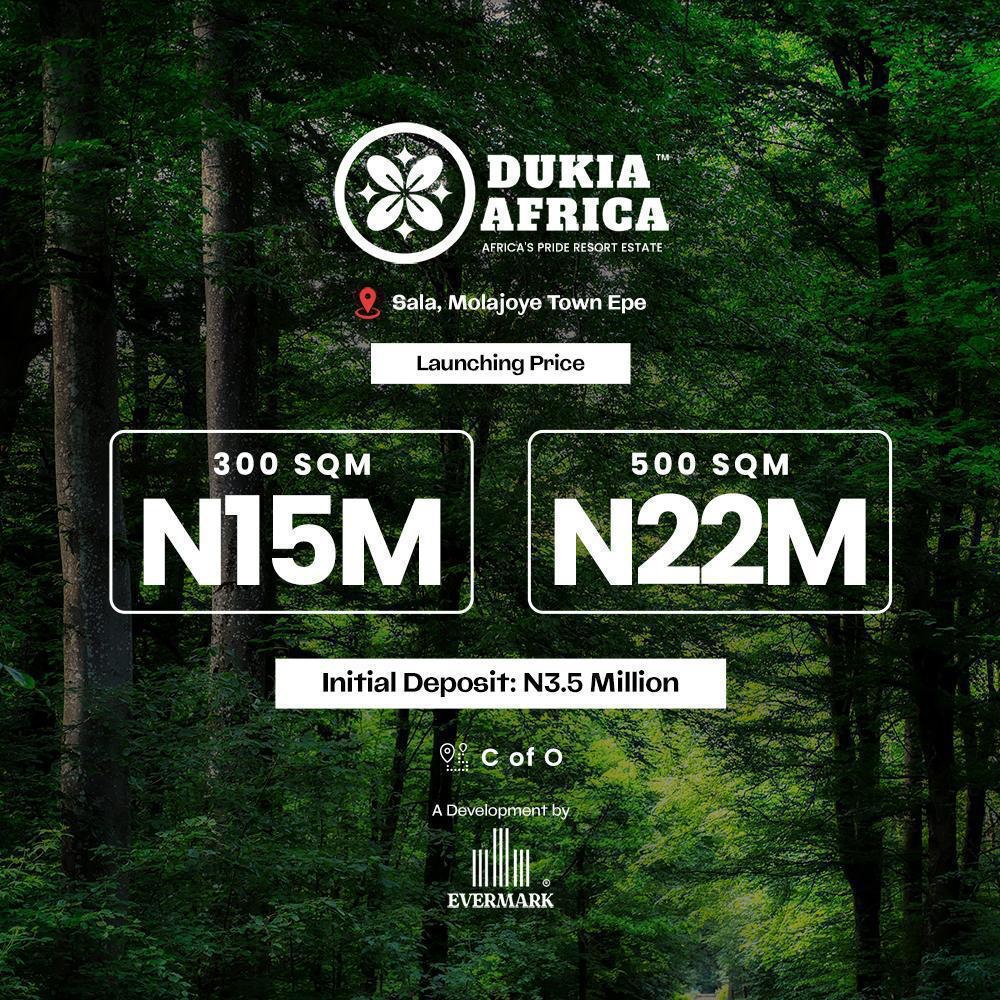 DUKIA™
AFRICA
AFRICA'S PRIDE RESORT ESTATE
Sala, Molajoye Town Epe
Launching Price
300 SQM
N15M
500 SQM
N22M
Initial Deposit: N3.5 Million
C of O
A Development by
EVERMARK®